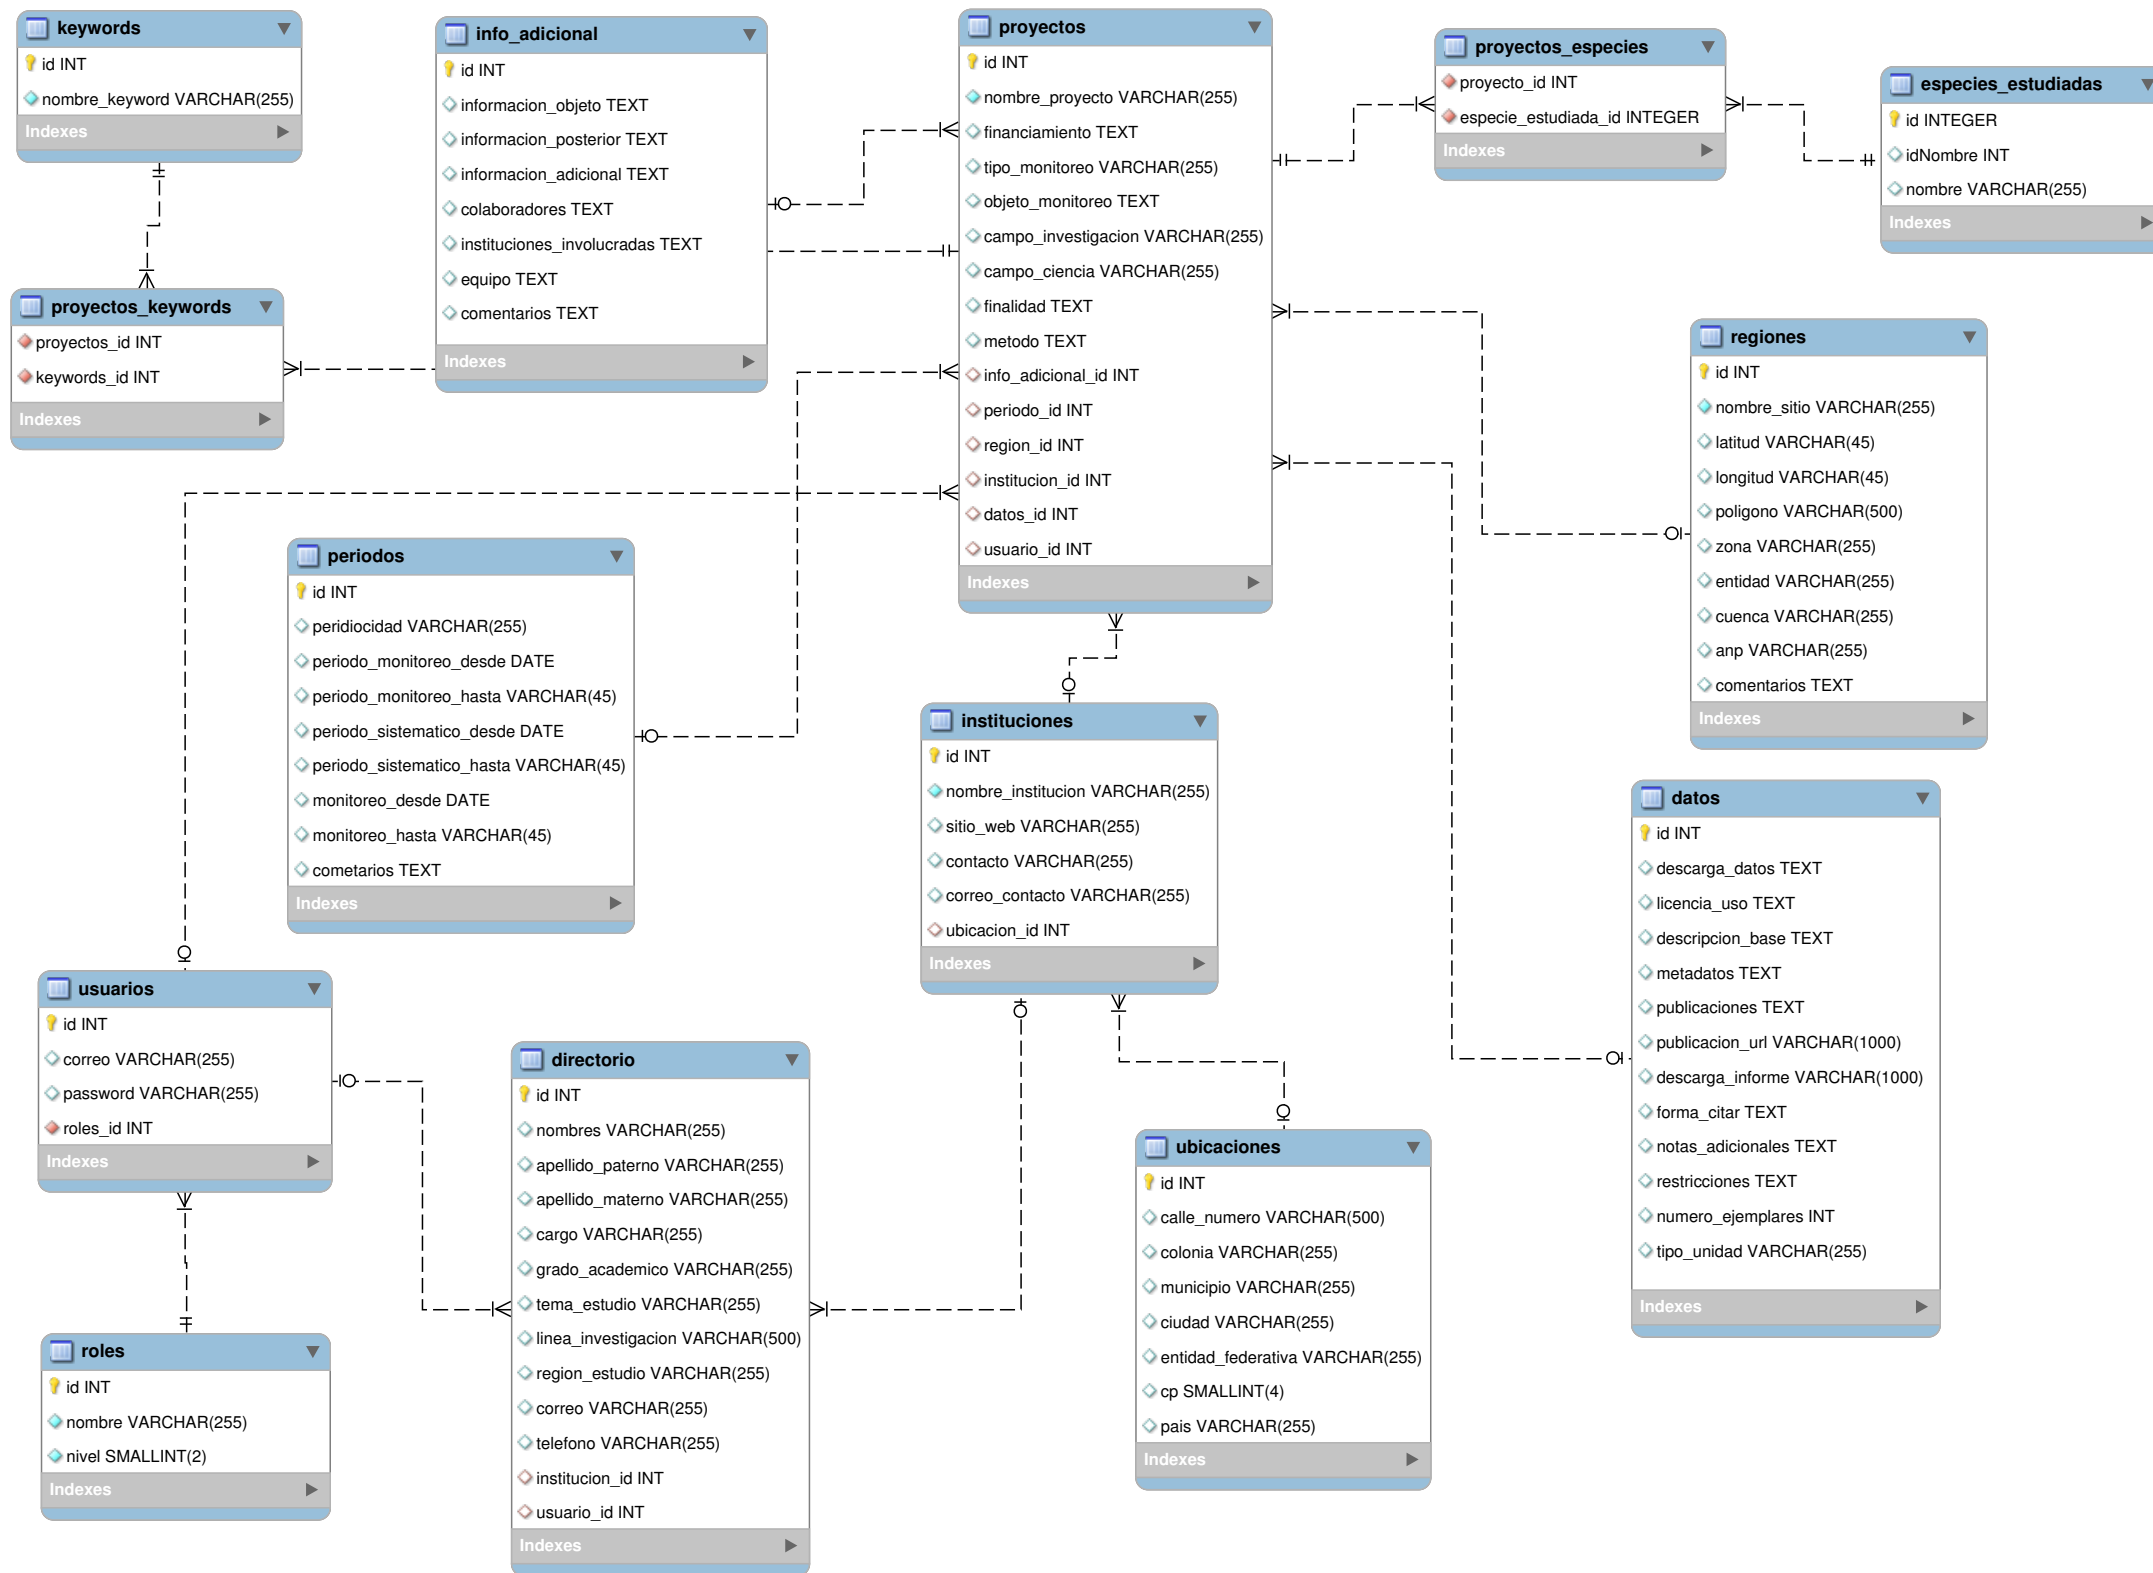 keywords
id INT
nombre_keyword VARCHAR(255)
Indexes
info_adicional
id INT
informacion_objeto TEXT
informacion_posterior TEXT
informacion_adicional TEXT
colaboradores TEXT
instituciones_involucradas TEXT
equipo TEXT
comentarios TEXT
Indexes
proyectos
id INT
nombre_proyecto VARCHAR(255)
financiamiento TEXT
tipo_monitoreo VARCHAR(255)
objeto_monitoreo TEXT
campo_investigacion VARCHAR(255)
campo_ciencia VARCHAR(255)
finalidad TEXT
metodo TEXT
info_adicional_id INT
periodo_id INT
region_id INT
institucion_id INT
datos_id INT
usuario_id INT
Indexes
proyectos_especies
proyecto_id INT
especie_estudiada_id INTEGER
Indexes
especies_estudiadas
id INTEGER
idNombre INT
nombre VARCHAR(255)
Indexes
proyectos_keywords
proyectos_id INT
keywords_id INT
Indexes
regiones
id INT
nombre_sitio VARCHAR(255)
latitud VARCHAR(45)
longitud VARCHAR(45)
poligono VARCHAR(500)
zona VARCHAR(255)
entidad VARCHAR(255)
cuenca VARCHAR(255)
anp VARCHAR(255)
comentarios TEXT
Indexes
periodos
id INT
peridiocidad VARCHAR(255)
periodo_monitoreo_desde DATE
periodo_monitoreo_hasta VARCHAR(45)
periodo_sistematico_desde DATE
periodo_sistematico_hasta VARCHAR(45)
monitoreo_desde DATE
monitoreo_hasta VARCHAR(45)
cometarios TEXT
Indexes
instituciones
id INT
nombre_institucion VARCHAR(255)
sitio_web VARCHAR(255)
contacto VARCHAR(255)
correo_contacto VARCHAR(255)
ubicacion_id INT
Indexes
datos
id INT
descarga_datos TEXT
licencia_uso TEXT
descripcion_base TEXT
metadatos TEXT
publicaciones TEXT
publicacion_url VARCHAR(1000)
descarga_informe VARCHAR(1000)
forma_citar TEXT
notas_adicionales TEXT
restricciones TEXT
numero_ejemplares INT
tipo_unidad VARCHAR(255)
Indexes
usuarios
id INT
correo VARCHAR(255)
password VARCHAR(255)
roles_id INT
Indexes
directorio
id INT
nombres VARCHAR(255)
apellido_paterno VARCHAR(255)
apellido_materno VARCHAR(255)
cargo VARCHAR(255)
grado_academico VARCHAR(255)
tema_estudio VARCHAR(255)
linea_investigacion VARCHAR(500)
region_estudio VARCHAR(255)
correo VARCHAR(255)
telefono VARCHAR(255)
institucion_id INT
usuario_id INT
Indexes
ubicaciones
id INT
calle_numero VARCHAR(500)
colonia VARCHAR(255)
municipio VARCHAR(255)
ciudad VARCHAR(255)
entidad_federativa VARCHAR(255)
cp SMALLINT(4)
pais VARCHAR(255)
Indexes
roles
id INT
nombre VARCHAR(255)
nivel SMALLINT(2)
Indexes